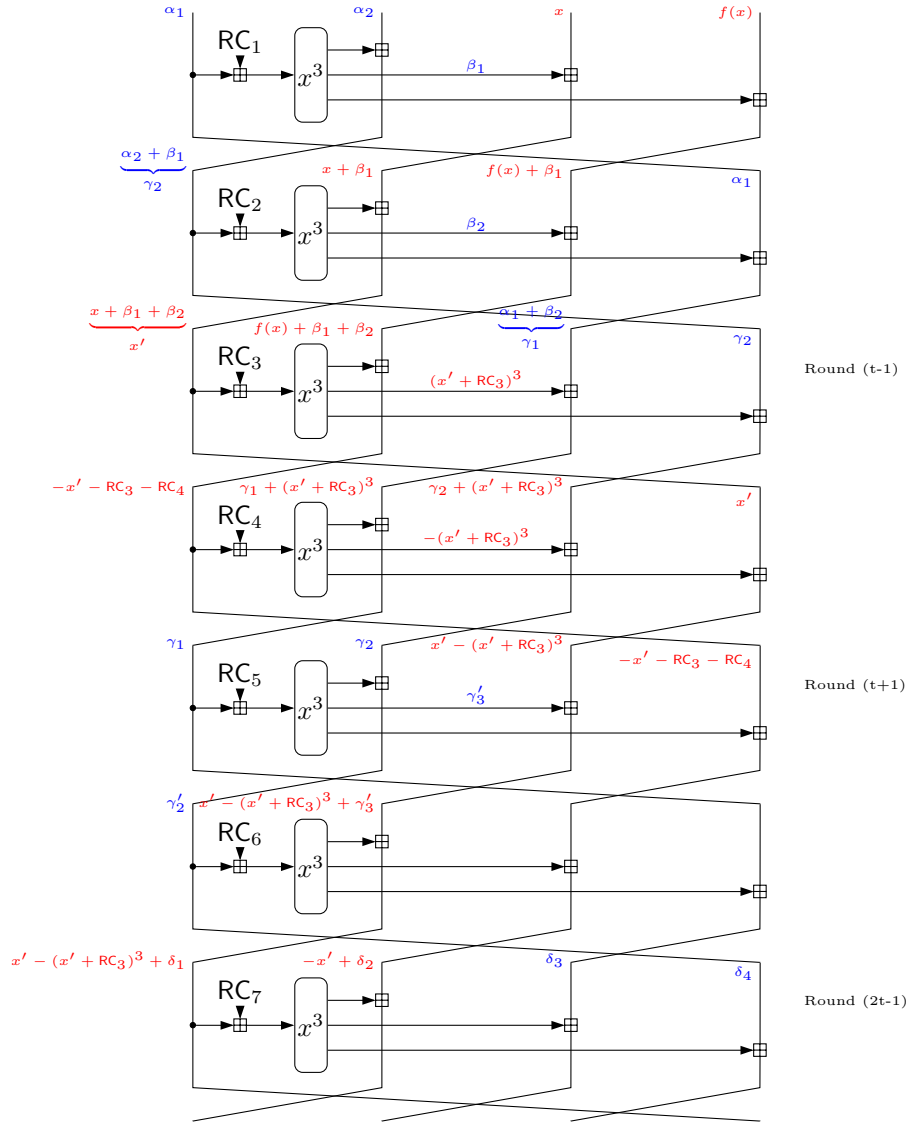 α₁ α₂ x f(x)
RC₁
x³ β₁
α₂ + β₁ x + β₁ f(x) + β₁ α₁
γ₂
RC₂
x³ β₂
x + β₁ + β₂ f(x) + β₁ + β₂ α₁ + β₂ γ₂
x′ γ₁
RC₃ Round (t-1)
x³ (x′ + RC₃)³
−x′ − RC₃ − RC₄ γ₁ + (x′ + RC₃)³ γ₂ + (x′ + RC₃)³ x′
RC₄
x³ −(x′ + RC₃)³
γ₁ γ₂ x′ − (x′ + RC₃)³ −x′ − RC₃ − RC₄
RC₅ Round (t+1)
x³ γ₃′
γ₂′ x′ − (x′ + RC₃)³ + γ₃′
RC₆
x³
x′ − (x′ + RC₃)³ + δ₁ −x′ + δ₂ δ₃ δ₄
RC₇ Round (2t-1)
x³